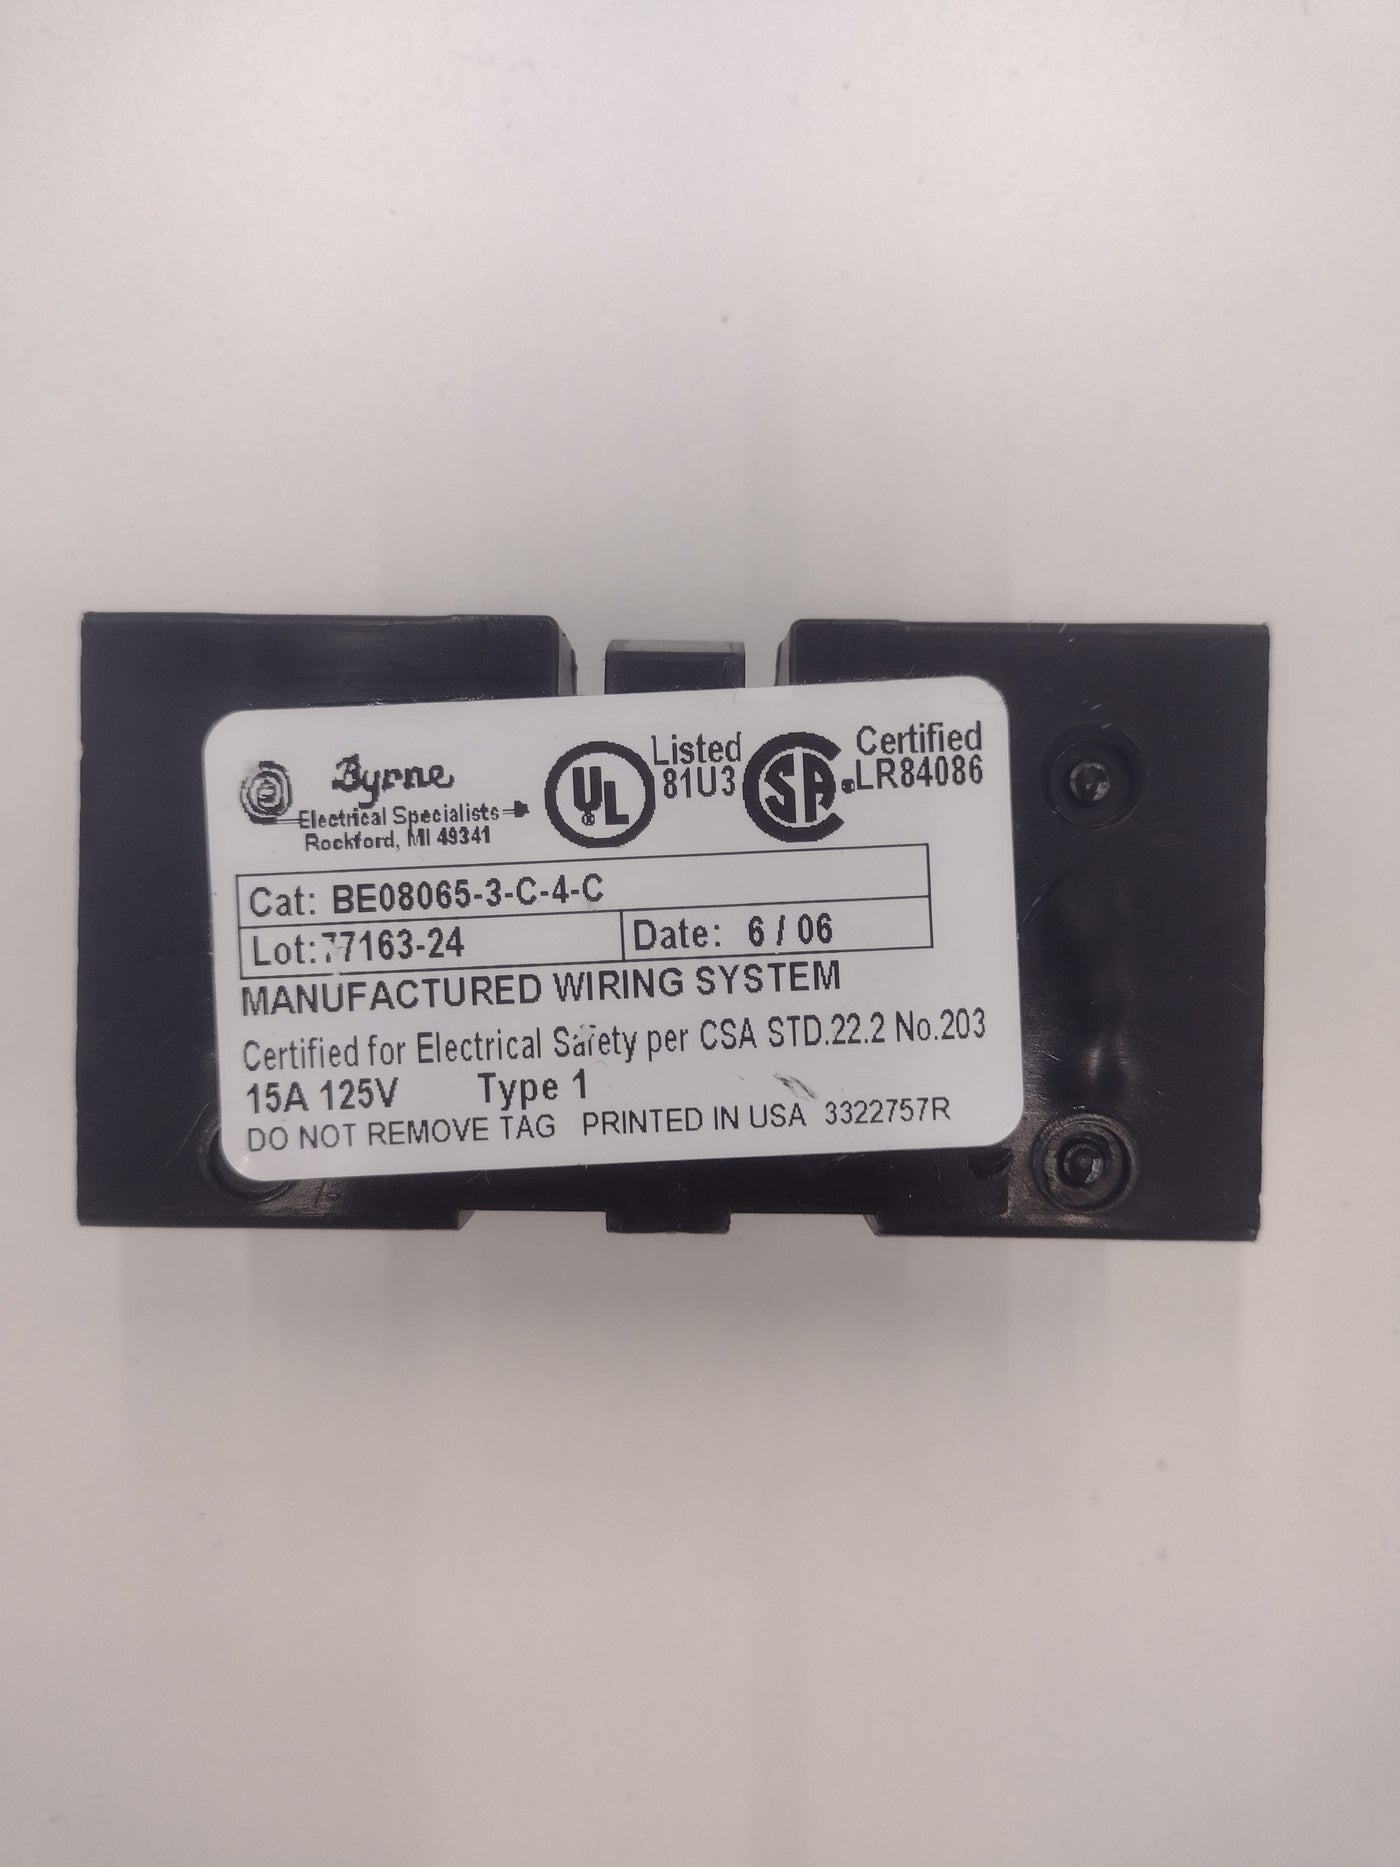 Byrne
Electrical Specialists
Rockford, MI 49341
UL ®
Listed
81U3
SA ®
Certified
LR84086
Cat: BE08065-3-C-4-C
Lot:77163-24 Date: 6 / 06
MANUFACTURED WIRING SYSTEM
Certified for Electrical Safety per CSA STD.22.2 No.203
15A 125V Type 1
DO NOT REMOVE TAG PRINTED IN USA 3322757R